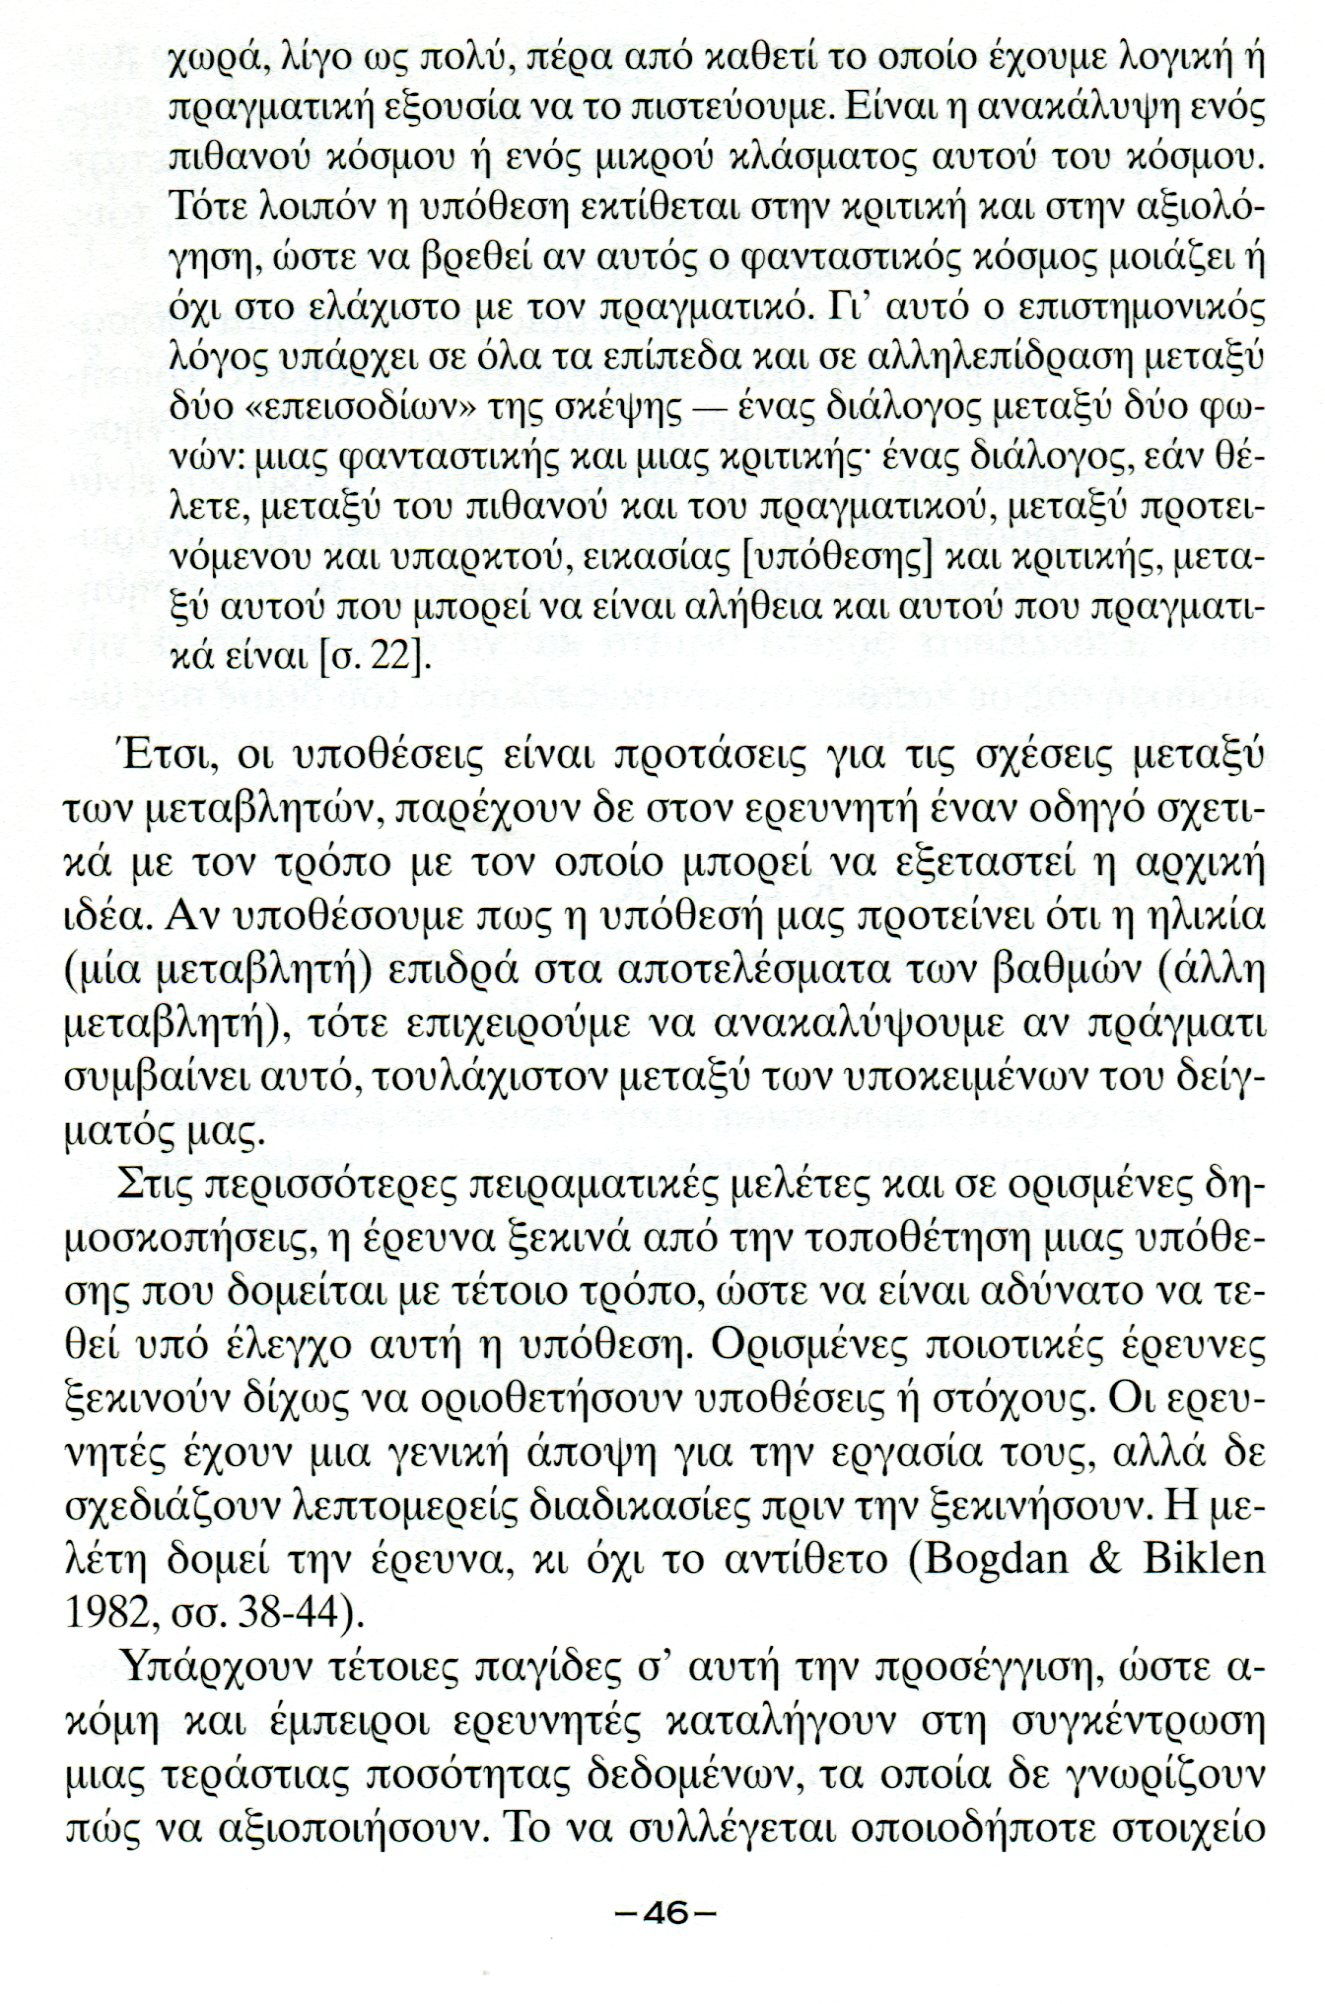 χωρά, λίγο ως πολύ, πέρα από καθετί το οποίο έχουμε λογική ή
πραγματική εξουσία να το πιστεύουμε. Είναι η ανακάλυψη ενός
πιθανού κόσμου ή ενός μικρού κλάσματος αυτού του κόσμου.
Τότε λοιπόν η υπόθεση εκτίθεται στην κριτική και στην αξιολό-
γηση, ώστε να βρεθεί αν αυτός ο φανταστικός κόσμος μοιάζει ή
όχι στο ελάχιστο με τον πραγματικό. Γι’ αυτό ο επιστημονικός
λόγος υπάρχει σε όλα τα επίπεδα και σε αλληλεπίδραση μεταξύ
δύο «επεισοδίων» της σκέψης — ένας διάλογος μεταξύ δύο φω-
νών: μιας φανταστικής και μιας κριτικής· ένας διάλογος, εάν θέ-
λετε, μεταξύ του πιθανού και του πραγματικού, μεταξύ προτει-
νόμενου και υπαρκτού, εικασίας [υπόθεσης] και κριτικής, μετα-
ξύ αυτού που μπορεί να είναι αλήθεια και αυτού που πραγματι-
κά είναι [σ. 22].
Έτσι, οι υποθέσεις είναι προτάσεις για τις σχέσεις μεταξύ
των μεταβλητών, παρέχουν δε στον ερευνητή έναν οδηγό σχετι-
κά με τον τρόπο με τον οποίο μπορεί να εξεταστεί η αρχική
ιδέα. Αν υποθέσουμε πως η υπόθεσή μας προτείνει ότι η ηλικία
(μία μεταβλητή) επιδρά στα αποτελέσματα των βαθμών (άλλη
μεταβλητή), τότε επιχειρούμε να ανακαλύψουμε αν πράγματι
συμβαίνει αυτό, τουλάχιστον μεταξύ των υποκειμένων του δείγ-
ματός μας.
Στις περισσότερες πειραματικές μελέτες και σε ορισμένες δη-
μοσκοπήσεις, η έρευνα ξεκινά από την τοποθέτηση μιας υπόθε-
σης που δομείται με τέτοιο τρόπο, ώστε να είναι αδύνατο να τε-
θεί υπό έλεγχο αυτή η υπόθεση. Ορισμένες ποιοτικές έρευνες
ξεκινούν δίχως να οριοθετήσουν υποθέσεις ή στόχους. Οι ερευ-
νητές έχουν μια γενική άποψη για την εργασία τους, αλλά δε
σχεδιάζουν λεπτομερείς διαδικασίες πριν την ξεκινήσουν. Η με-
λέτη δομεί την έρευνα, κι όχι το αντίθετο (Bogdan & Biklen
1982, σσ. 38-44).
Υπάρχουν τέτοιες παγίδες σ’ αυτή την προσέγγιση, ώστε α-
κόμη και έμπειροι ερευνητές καταλήγουν στη συγκέντρωση
μιας τεράστιας ποσότητας δεδομένων, τα οποία δε γνωρίζουν
πώς να αξιοποιήσουν. Το να συλλέγεται οποιοδήποτε στοιχείο
–46–